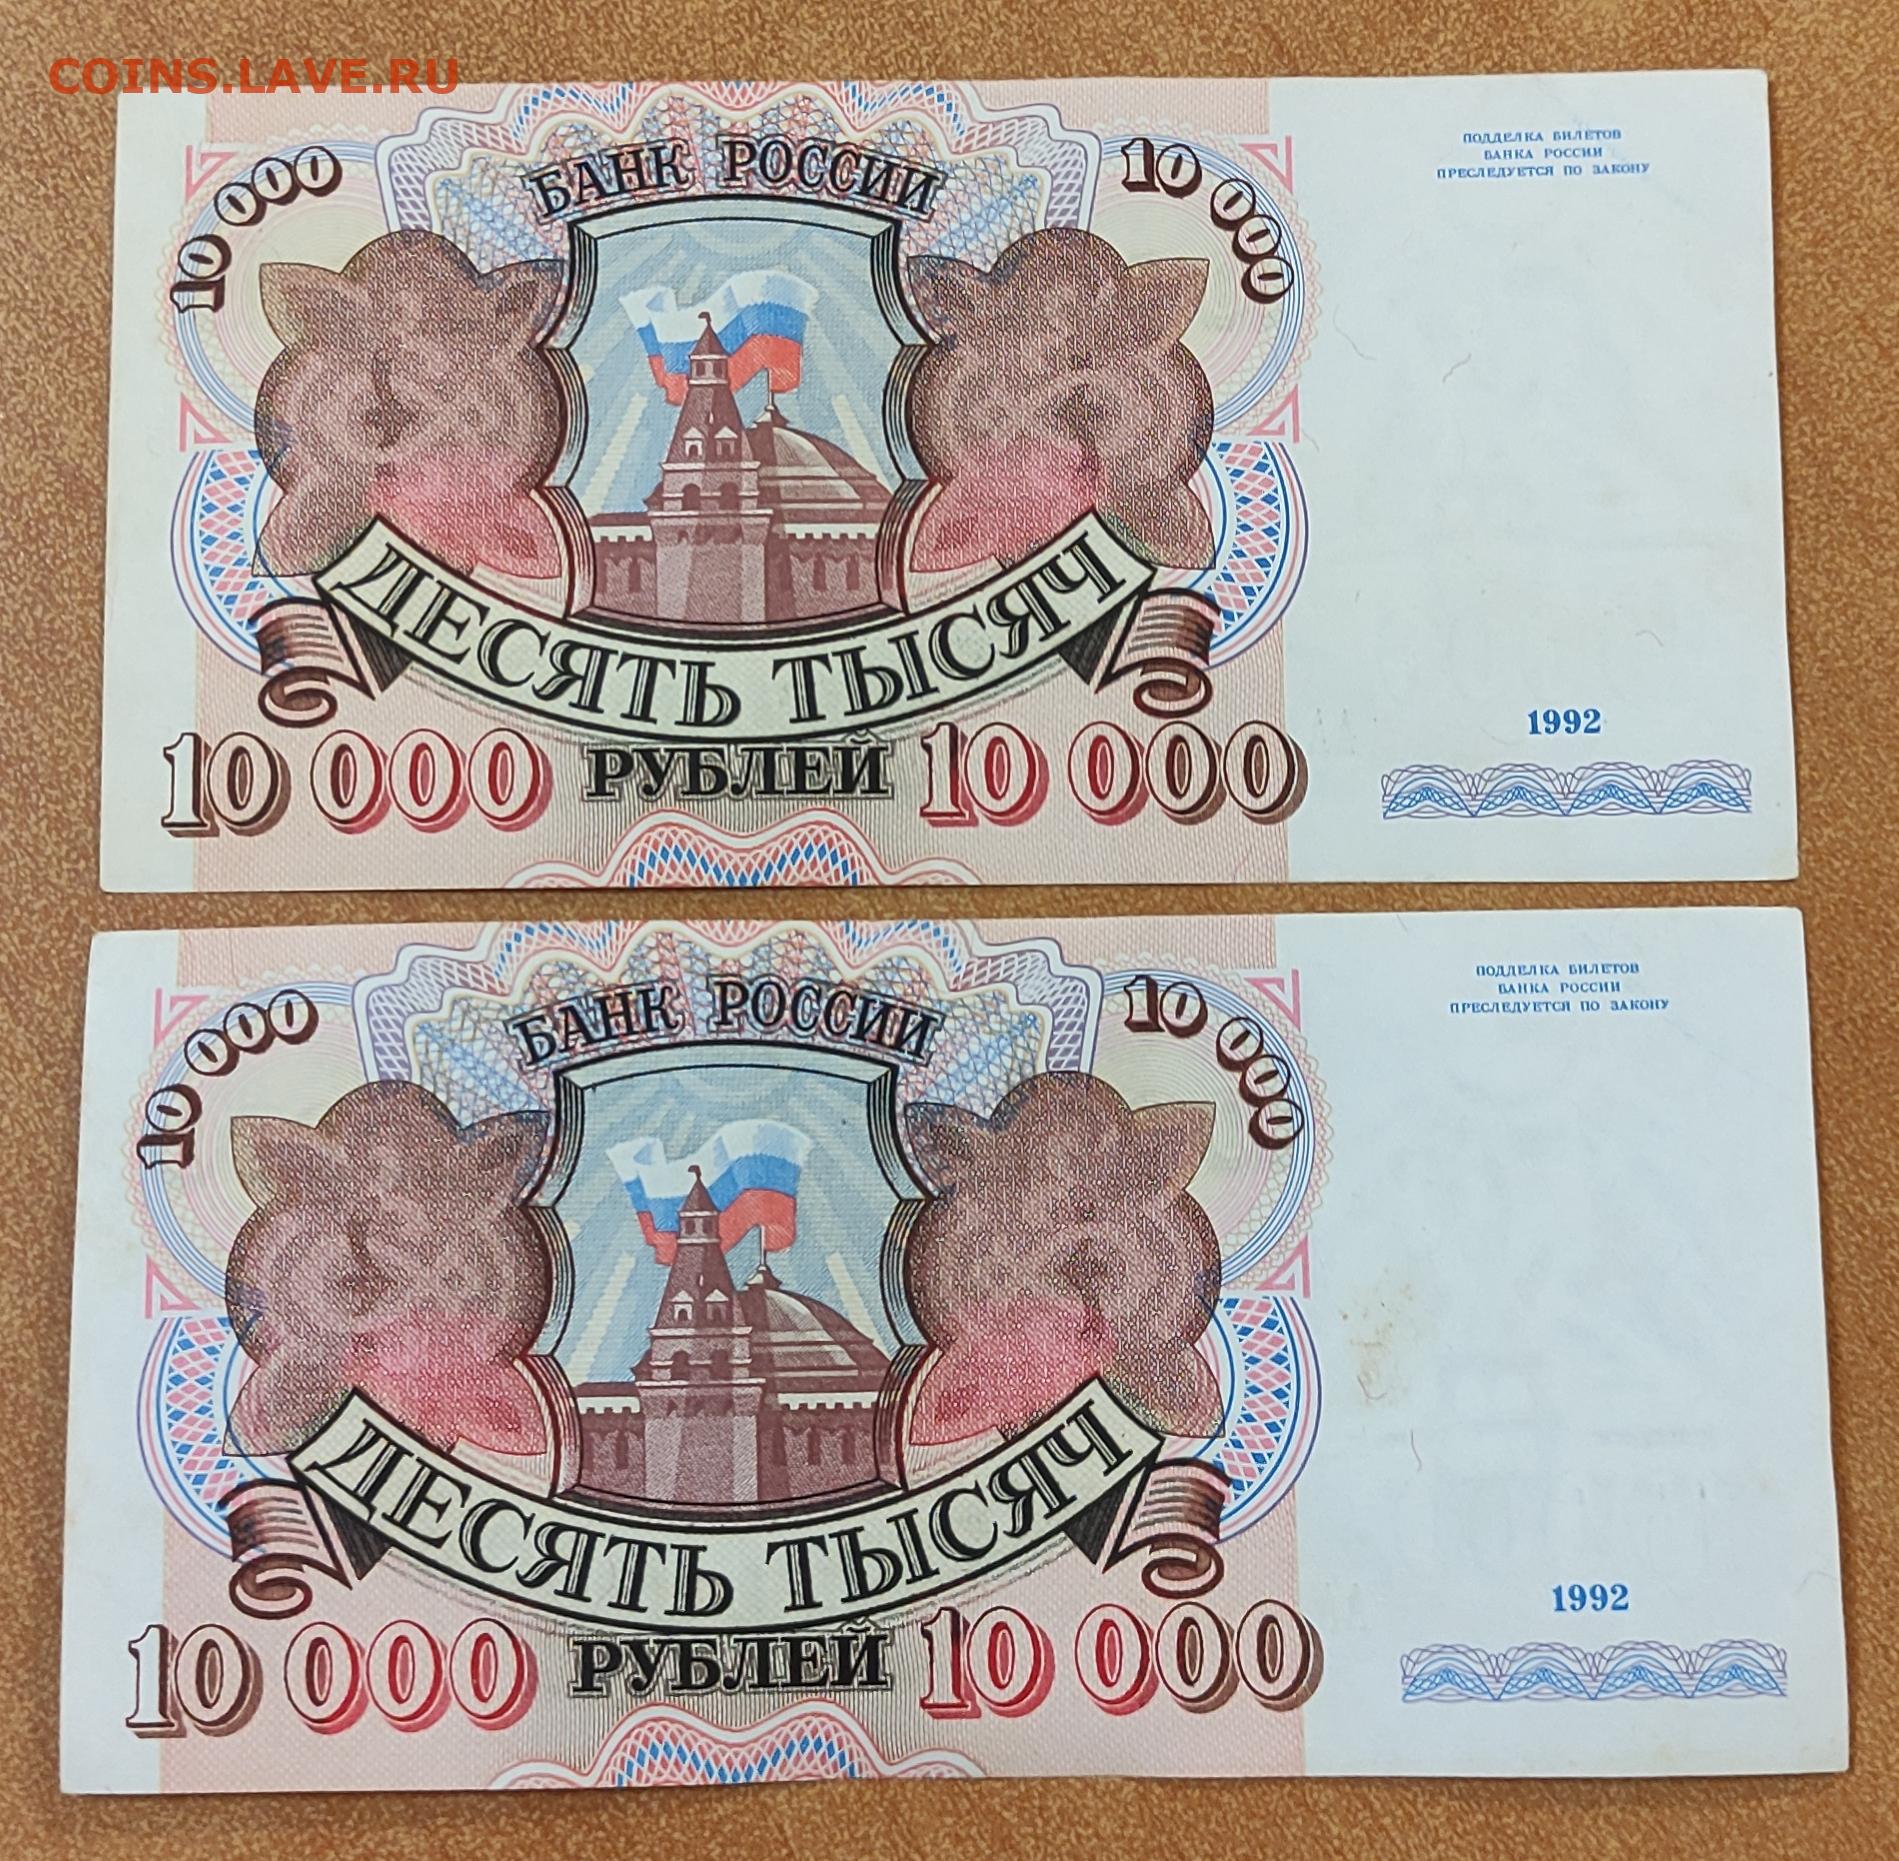 COINS.LAVE.RU
10 000
БАНК РОССИИ
10 000
ПОДДЕЛКА БИЛЕТОВ
БАНКА РОССИИ
ПРЕСЛЕДУЕТСЯ ПО ЗАКОНУ
ДЕСЯТЬ ТЫСЯЧ
10 000
РУБЛЕЙ
10 000
1992
10 000
БАНК РОССИИ
10 000
ПОДДЕЛКА БИЛЕТОВ
БАНКА РОССИИ
ПРЕСЛЕДУЕТСЯ ПО ЗАКОНУ
ДЕСЯТЬ ТЫСЯЧ
10 000
РУБЛЕЙ
10 000
1992